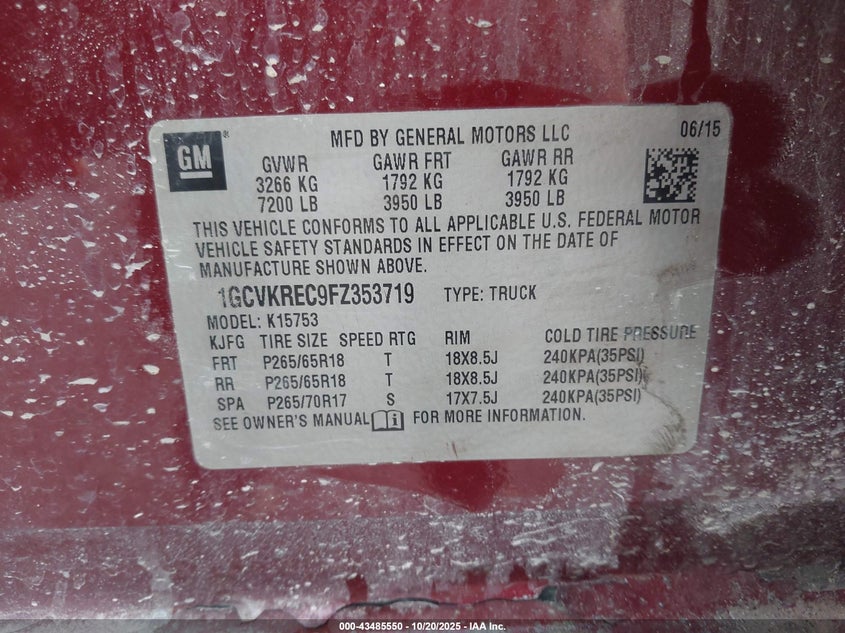 GM ®
MFD BY GENERAL MOTORS LLC 06/15
GVWR GAWR FRT GAWR RR
3266 KG 1792 KG 1792 KG
7200 LB 3950 LB 3950 LB
THIS VEHICLE CONFORMS TO ALL APPLICABLE U.S. FEDERAL MOTOR
VEHICLE SAFETY STANDARDS IN EFFECT ON THE DATE OF
MANUFACTURE SHOWN ABOVE.
1GCVKREC9FZ353719 TYPE: TRUCK
MODEL: K15753
KJFG TIRE SIZE SPEED RTG RIM COLD TIRE PRESSURE
FRT P265/65R18 T 18X8.5J 240KPA(35PSI)
RR P265/65R18 T 18X8.5J 240KPA(35PSI)
SPA P265/70R17 S 17X7.5J 240KPA(35PSI)
SEE OWNER'S MANUAL FOR MORE INFORMATION.
000-43485550 - 10/20/2025 - IAA Inc.